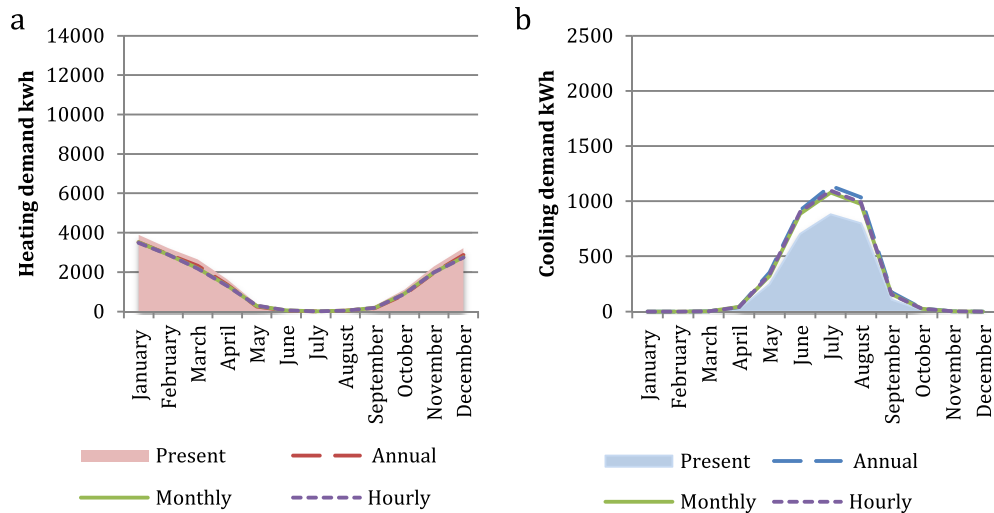 a
Heating demand kwh
14000
12000
10000
8000
6000
4000
2000
0
January
February
March
April
May
June
July
August
September
October
November
December
Present
Annual
Monthly
Hourly
b
Cooling demand kWh
2500
2000
1500
1000
500
0
January
February
March
April
May
June
July
August
September
October
November
December
Present
Annual
Monthly
Hourly